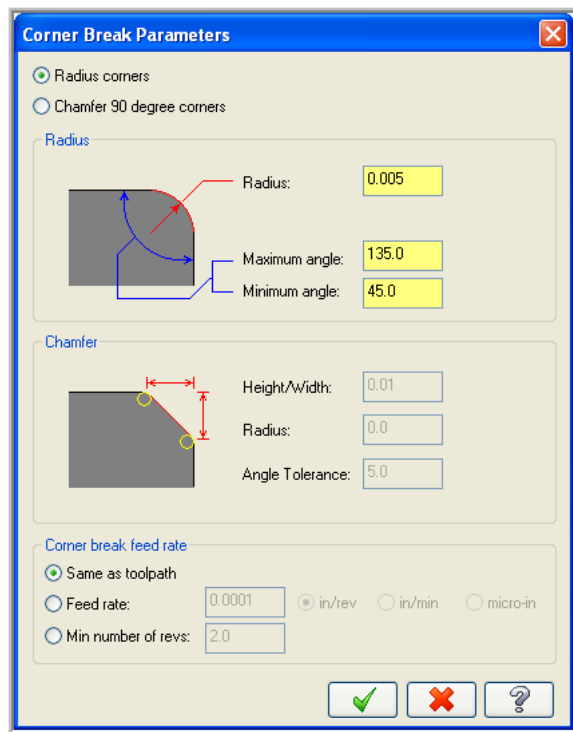 Corner Break Parameters
Radius corners
Chamfer 90 degree corners
Radius
Radius: 0.005
Maximum angle: 135.0
Minimum angle: 45.0
Chamfer
Height/Width: 0.01
Radius: 0.0
Angle Tolerance: 5.0
Corner break feed rate
Same as toolpath
Feed rate: 0.0001 in/rev in/min micro-in
Min number of revs: 2.0